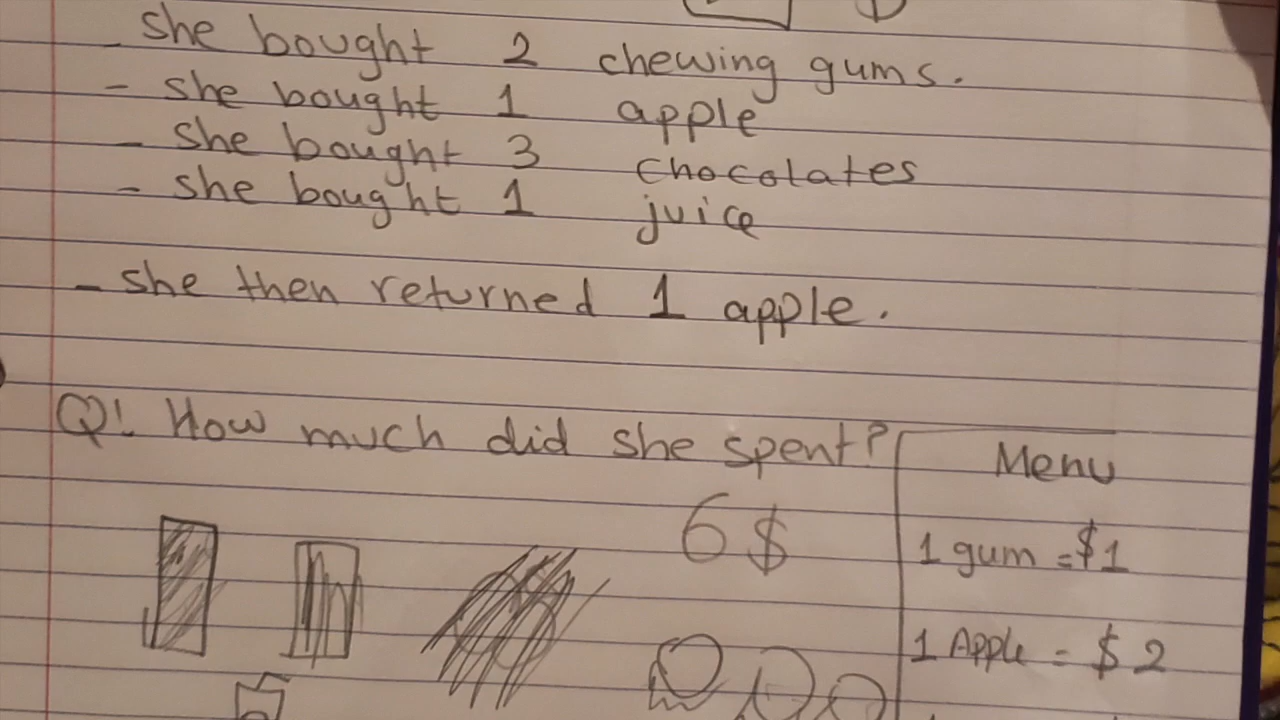 she bought 2 chewing gums.
- she bought 1 apple
- she bought 3 chocolates
- she bought 1 juice
- she then returned 1 apple.
Q1. How much did she spent?
6$
Menu
1 gum = $1
1 Apple = $2